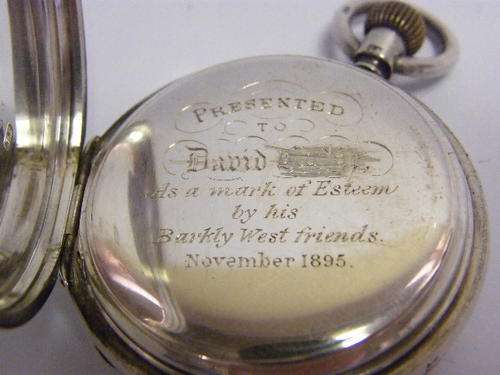 PRESENTED
TO
David
As a mark of Esteem
by his
Barkly West friends.
November 1895.